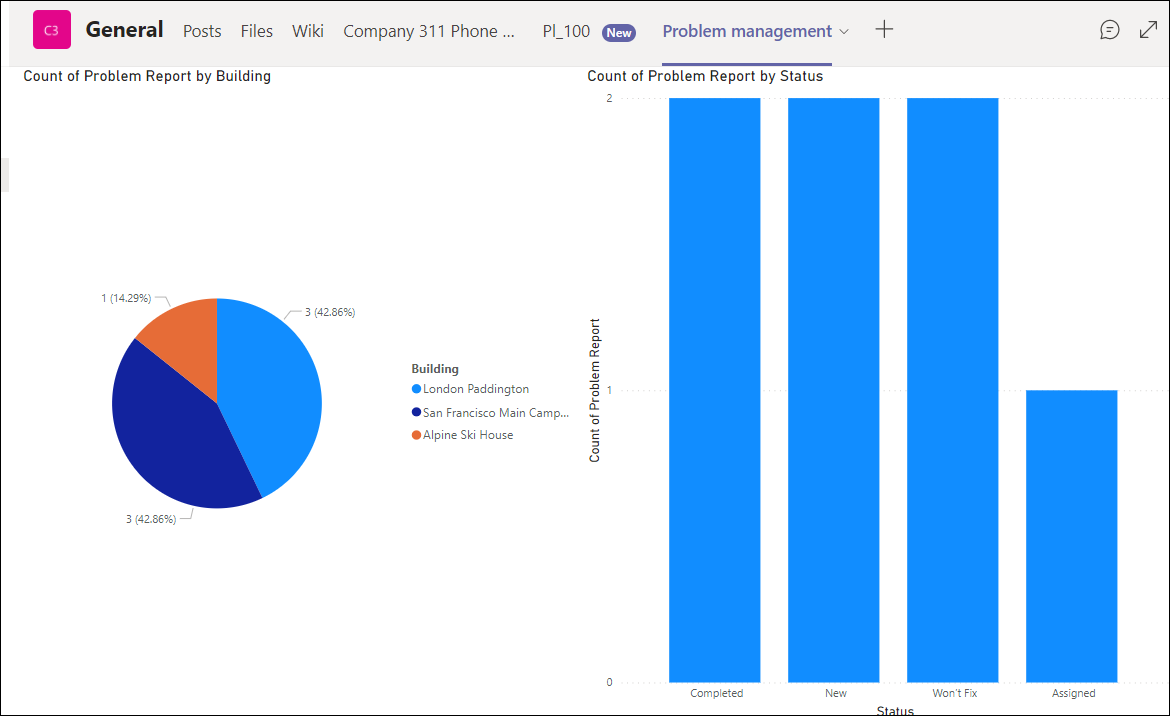 C3 General Posts Files Wiki Company 311 Phone ... Pl_100 New Problem management
Count of Problem Report by Building
1 (14.29%)
3 (42.86%)
3 (42.86%)
Building
London Paddington
San Francisco Main Camp...
Alpine Ski House
Count of Problem Report by Status
Count of Problem Report
2
1
0
Completed New Won't Fix Assigned
Status